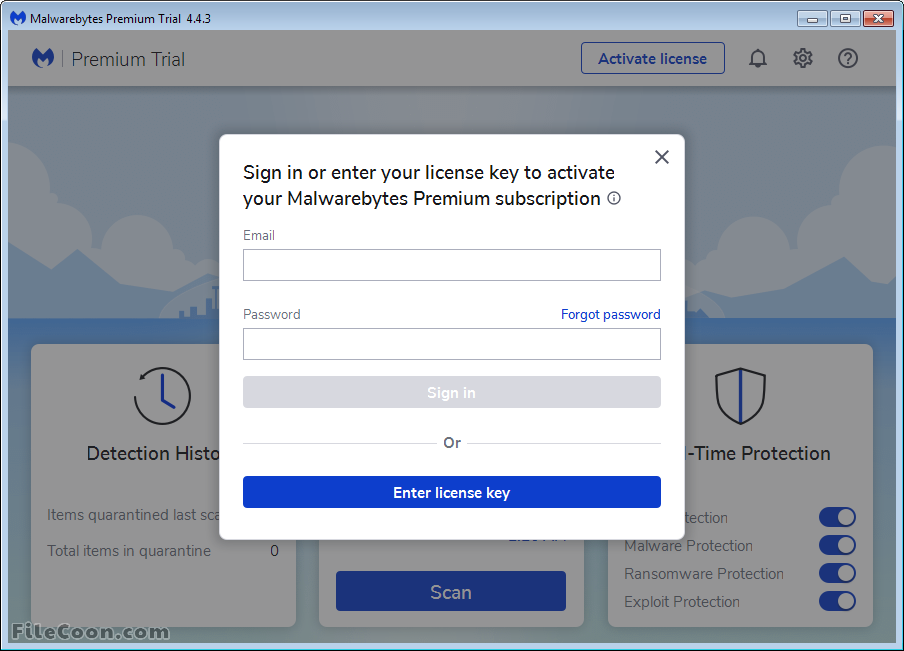 Malwarebytes Premium Trial 4.4.3
Premium Trial
Activate license
Sign in or enter your license key to activate
your Malwarebytes Premium subscription
Email
Password
Forgot password
Sign in
Or
Enter license key
Detection Histo
Items quarantined last sca
Total items in quarantine 0
Scan
-Time Protection
tection
Malware Protection
Ransomware Protection
Exploit Protection
FileCoon.com